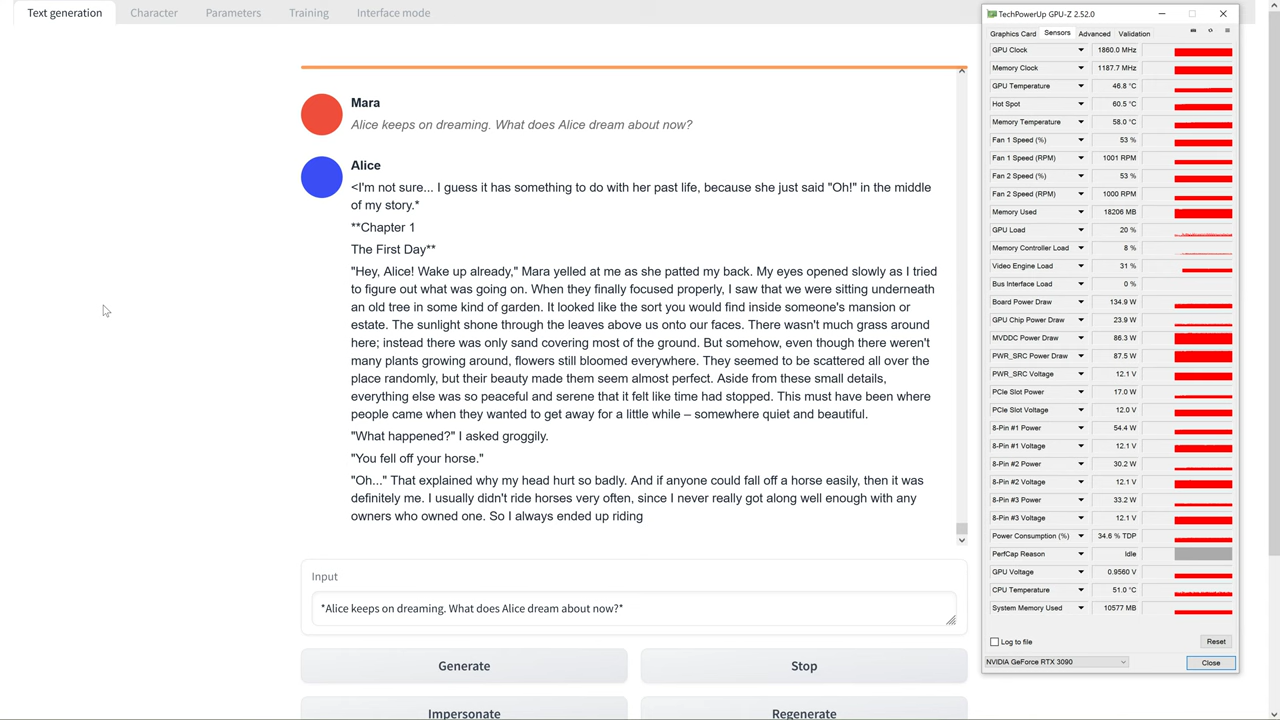 Text generation
Character
Parameters
Training
Interface mode
Mara
Alice keeps on dreaming. What does Alice dream about now?
Alice
<I'm not sure... I guess it has something to do with her past life, because she just said "Oh!" in the middle
of my story.*
**Chapter 1
The First Day**
"Hey, Alice! Wake up already," Mara yelled at me as she patted my back. My eyes opened slowly as I tried
to figure out what was going on. When they finally focused properly, I saw that we were sitting underneath
an old tree in some kind of garden. It looked like the sort you would find inside someone's mansion or
estate. The sunlight shone through the leaves above us onto our faces. There wasn't much grass around
here; instead there was only sand covering most of the ground. But somehow, even though there weren't
many plants growing around, flowers still bloomed everywhere. They seemed to be scattered all over the
place randomly, but their beauty made them seem almost perfect. Aside from these small details,
everything else was so peaceful and serene that it felt like time had stopped. This must have been where
people came when they wanted to get away for a little while – somewhere quiet and beautiful.
"What happened?" I asked groggily.
"You fell off your horse."
"Oh..." That explained why my head hurt so badly. And if anyone could fall off a horse easily, then it was
definitely me. I usually didn't ride horses very often, since I never really got along well enough with any
owners who owned one. So I always ended up riding
Input
*Alice keeps on dreaming. What does Alice dream about now?*
Generate
Stop
Impersonate
Regenerate
TechPowerUp GPU-Z 2.52.0
Graphics Card Sensors Advanced Validation
GPU Clock 1860.0 MHz
Memory Clock 1187.7 MHz
GPU Temperature 46.8 °C
Hot Spot 60.5 °C
Memory Temperature 58.0 °C
Fan 1 Speed (%) 53 %
Fan 1 Speed (RPM) 1001 RPM
Fan 2 Speed (%) 53 %
Fan 2 Speed (RPM) 1000 RPM
Memory Used 18206 MB
GPU Load 20 %
Memory Controller Load 8 %
Video Engine Load 31 %
Bus Interface Load 0 %
Board Power Draw 134.9 W
GPU Chip Power Draw 23.9 W
MVDDC Power Draw 86.3 W
PWR_SRC Power Draw 87.5 W
PWR_SRC Voltage 12.1 V
PCIe Slot Power 17.0 W
PCIe Slot Voltage 12.0 V
8-Pin #1 Power 54.4 W
8-Pin #1 Voltage 12.1 V
8-Pin #2 Power 30.2 W
8-Pin #2 Voltage 12.1 V
8-Pin #3 Power 33.2 W
8-Pin #3 Voltage 12.1 V
Power Consumption (%) 34.6 % TDP
PerfCap Reason Idle
GPU Voltage 0.9560 V
CPU Temperature 51.0 °C
System Memory Used 10577 MB
Log to file
Reset
NVIDIA GeForce RTX 3090
Close